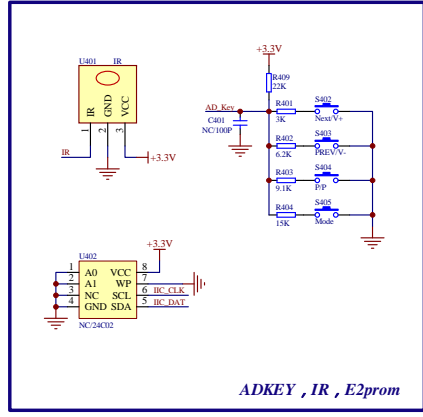 U401 IR
IR
GND
VCC
1
2
3
IR
+3.3V
+3.3V
R409
22K
AD_Key
C401
NC/100P
R401
3K
S402
Next/V+
R402
6.2K
S403
PREV/V-
R403
9.1K
S404
P/P
R404
15K
S405
Mode
+3.3V
U402
1 A0 VCC 8
2 A1 WP 7
3 NC SCL 6 IIC_CLK
4 GND SDA 5 IIC_DAT
NC/24C02
ADKEY , IR , E2prom